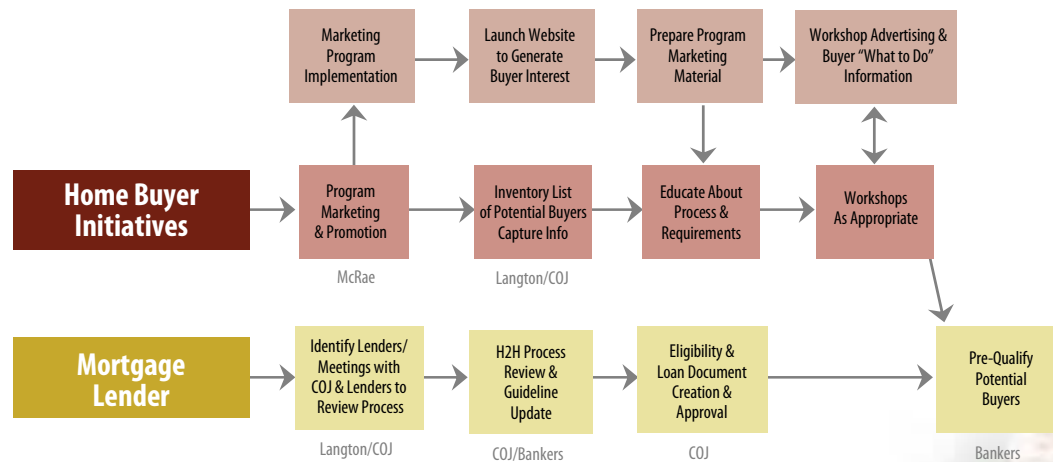 Marketing
Program
Implementation
Launch Website
to Generate
Buyer Interest
Prepare Program
Marketing
Material
Workshop Advertising &
Buyer “What to Do”
Information
Home Buyer
Initiatives
Program
Marketing
& Promotion
Inventory List
of Potential Buyers
Capture Info
Educate About
Process &
Requirements
Workshops
As Appropriate
McRae
Langton/COJ
Mortgage
Lender
Identify Lenders/
Meetings with
COJ & Lenders to
Review Process
H2H Process
Review &
Guideline
Update
Eligibility &
Loan Document
Creation &
Approval
Pre-Qualify
Potential
Buyers
Langton/COJ
COJ/Bankers
COJ
Bankers